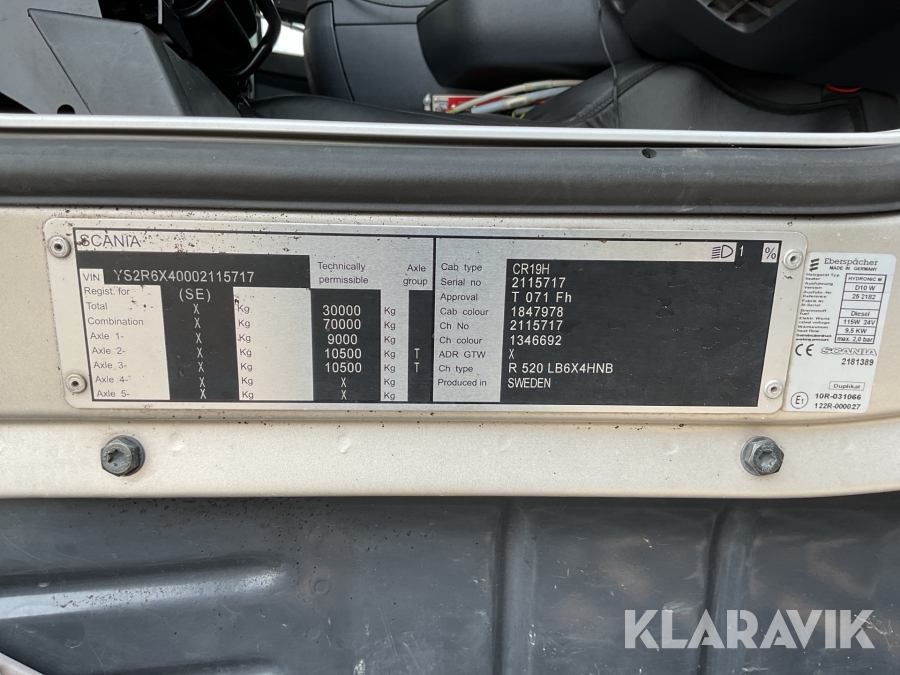 SCANIA
VIN YS2R6X40002115717
Technically permissible
Axle group
Regist. for (SE)
Total X Kg 30000 Kg
Combination X Kg 70000 Kg
Axle 1- X Kg 9000 Kg
Axle 2- X Kg 10500 Kg T
Axle 3- X Kg 10500 Kg T
Axle 4- X Kg X Kg
Axle 5- X Kg X Kg
1 %
Cab type CR19H
Serial no 2115717
Approval T 071 Fh
Cab colour 1847978
Ch No 2115717
Ch colour 1346692
ADR GTW X
Ch type R 520 LB6X4HNB
Produced in SWEDEN
Eberspächer
MADE IN GERMANY
HYDRONIC M
D10 W
25 2182
Diesel
115W 24V
9,5 KW
max. 2,0 bar
CE SCANIA
2181389
Duplikat
E1 10R-031066
122R-000027
KLARAVIK